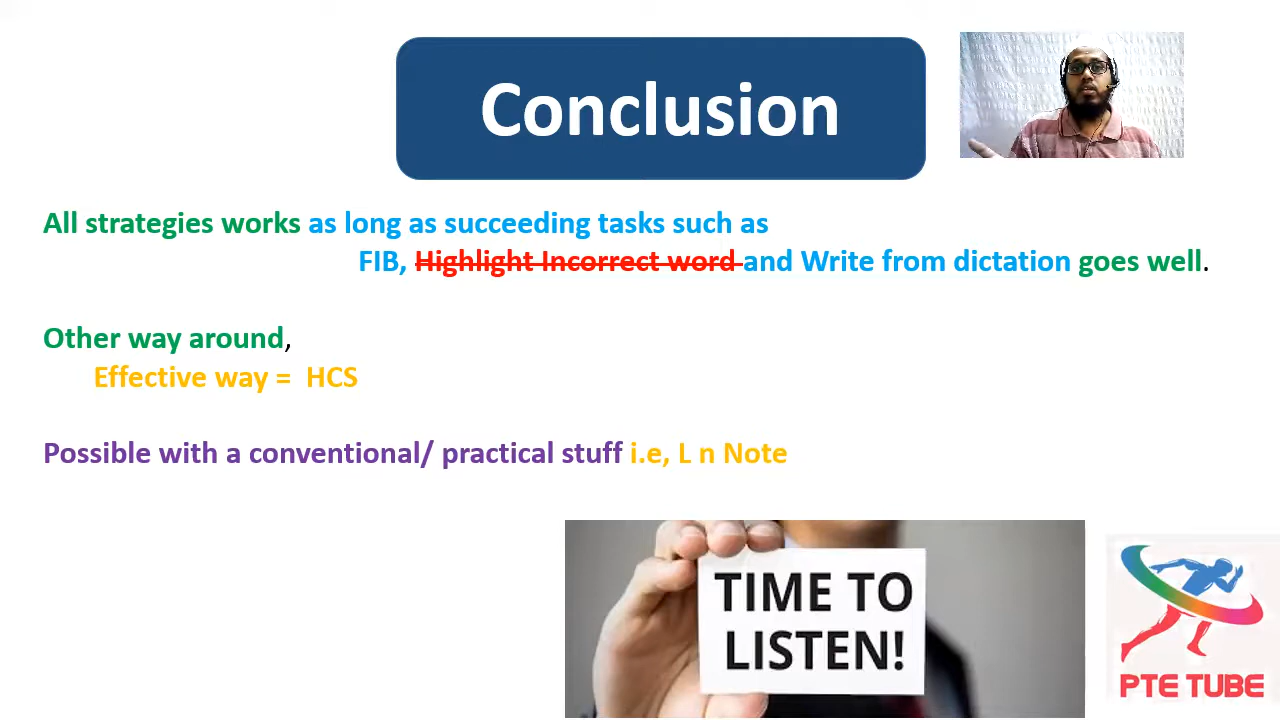 Conclusion
All strategies works as long as succeeding tasks such as
FIB, Highlight Incorrect word and Write from dictation goes well.
Other way around,
Effective way = HCS
Possible with a conventional/ practical stuff i.e, L n Note
TIME TO
LISTEN!
PTE TUBE